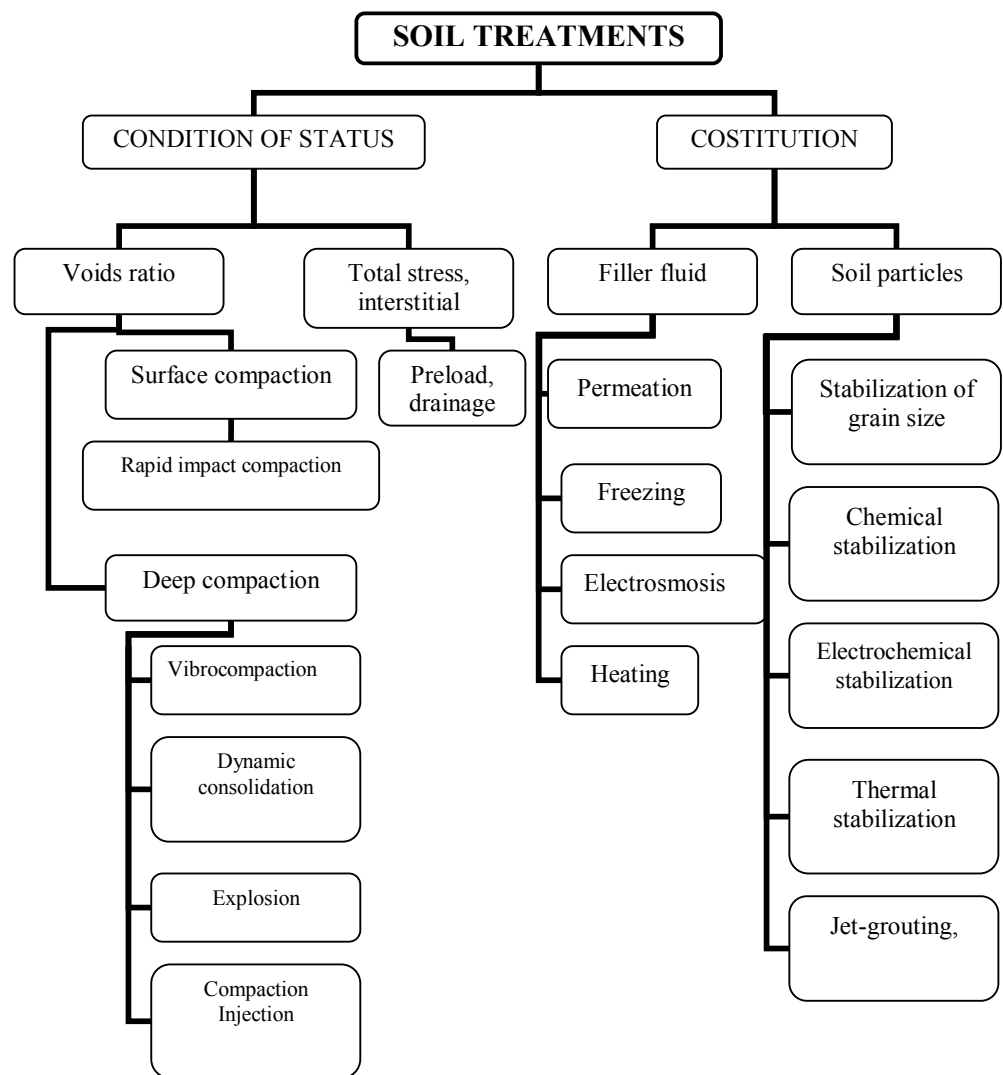 SOIL TREATMENTS
CONDITION OF STATUS
COSTITUTION
Voids ratio
Total stress,
interstitial
Filler fluid
Soil particles
Surface compaction
Rapid impact compaction
Preload,
drainage
Deep compaction
Vibrocompaction
Dynamic
consolidation
Explosion
Compaction
Injection
Permeation
Freezing
Electrosmosis
Heating
Stabilization of
grain size
Chemical
stabilization
Electrochemical
stabilization
Thermal
stabilization
Jet-grouting,